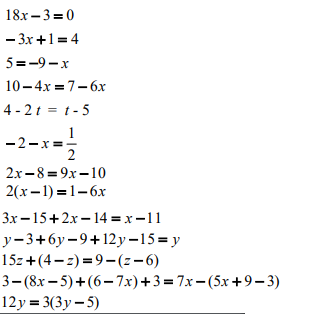 18x – 3 = 0
– 3x + 1 = 4
5 = –9 – x
10 – 4x = 7 – 6x
4 - 2 t = t - 5
–2 – x = 1/2
2x – 8 = 9x – 10
2(x – 1) = 1 – 6x
3x – 15 + 2x – 14 = x – 11
y – 3 + 6y – 9 + 12y – 15 = y
15z + (4 – z) = 9 – (z – 6)
3 – (8x – 5) + (6 – 7x) + 3 = 7x – (5x + 9 – 3)
12y = 3(3y – 5)